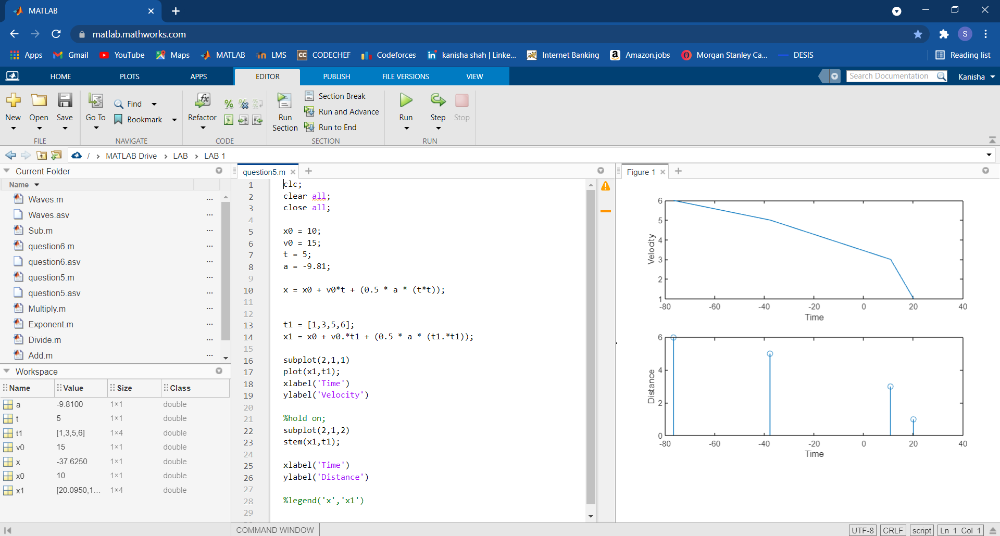 MATLAB
matlab.mathworks.com
S
Apps Gmail YouTube Maps MATLAB LMS CODECHEF Codeforces kanisha shah | Linke... Internet Banking Amazon.jobs Morgan Stanley Ca... DESIS Reading list
HOME PLOTS APPS EDITOR PUBLISH FILE VERSIONS VIEW Search Documentation Kanisha
New Open Save Go To Find Bookmark Refactor Run Section Section Break Run and Advance Run to End Run Step Stop
FILE NAVIGATE CODE SECTION RUN
/ › MATLAB Drive › LAB › LAB 1
Current Folder
Name
Waves.m ...
Waves.asv ...
Sub.m ...
question6.m ...
question6.asv ...
question5.m ...
question5.asv ...
Multiply.m ...
Exponent.m ...
Divide.m ...
Add.m ...
Workspace
Name Value Size Class
a -9.8100 1×1 double
t 5 1×1 double
t1 [1,3,5,6] 1×4 double
v0 15 1×1 double
x -37.6250 1×1 double
x0 10 1×1 double
x1 [20.0950,1... 1×4 double
question5.m
1 clc;
2 clear all;
3 close all;
4
5 x0 = 10;
6 v0 = 15;
7 t = 5;
8 a = -9.81;
9
10 x = x0 + v0*t + (0.5 * a * (t*t));
11
12
13 t1 = [1,3,5,6];
14 x1 = x0 + v0.*t1 + (0.5 * a * (t1.*t1));
15
16 subplot(2,1,1)
17 plot(x1,t1);
18 xlabel('Time')
19 ylabel('Velocity')
20
21 %hold on;
22 subplot(2,1,2)
23 stem(x1,t1);
24
25 xlabel('Time')
26 ylabel('Distance')
27
28 %legend('x','x1')
29
Figure 1
6
5
4
3
2
1
Velocity
-80 -60 -40 -20 0 20 40
Time
6
4
2
0
Distance
-80 -60 -40 -20 0 20 40
Time
COMMAND WINDOW
UTF-8 CRLF script Ln 1 Col 1